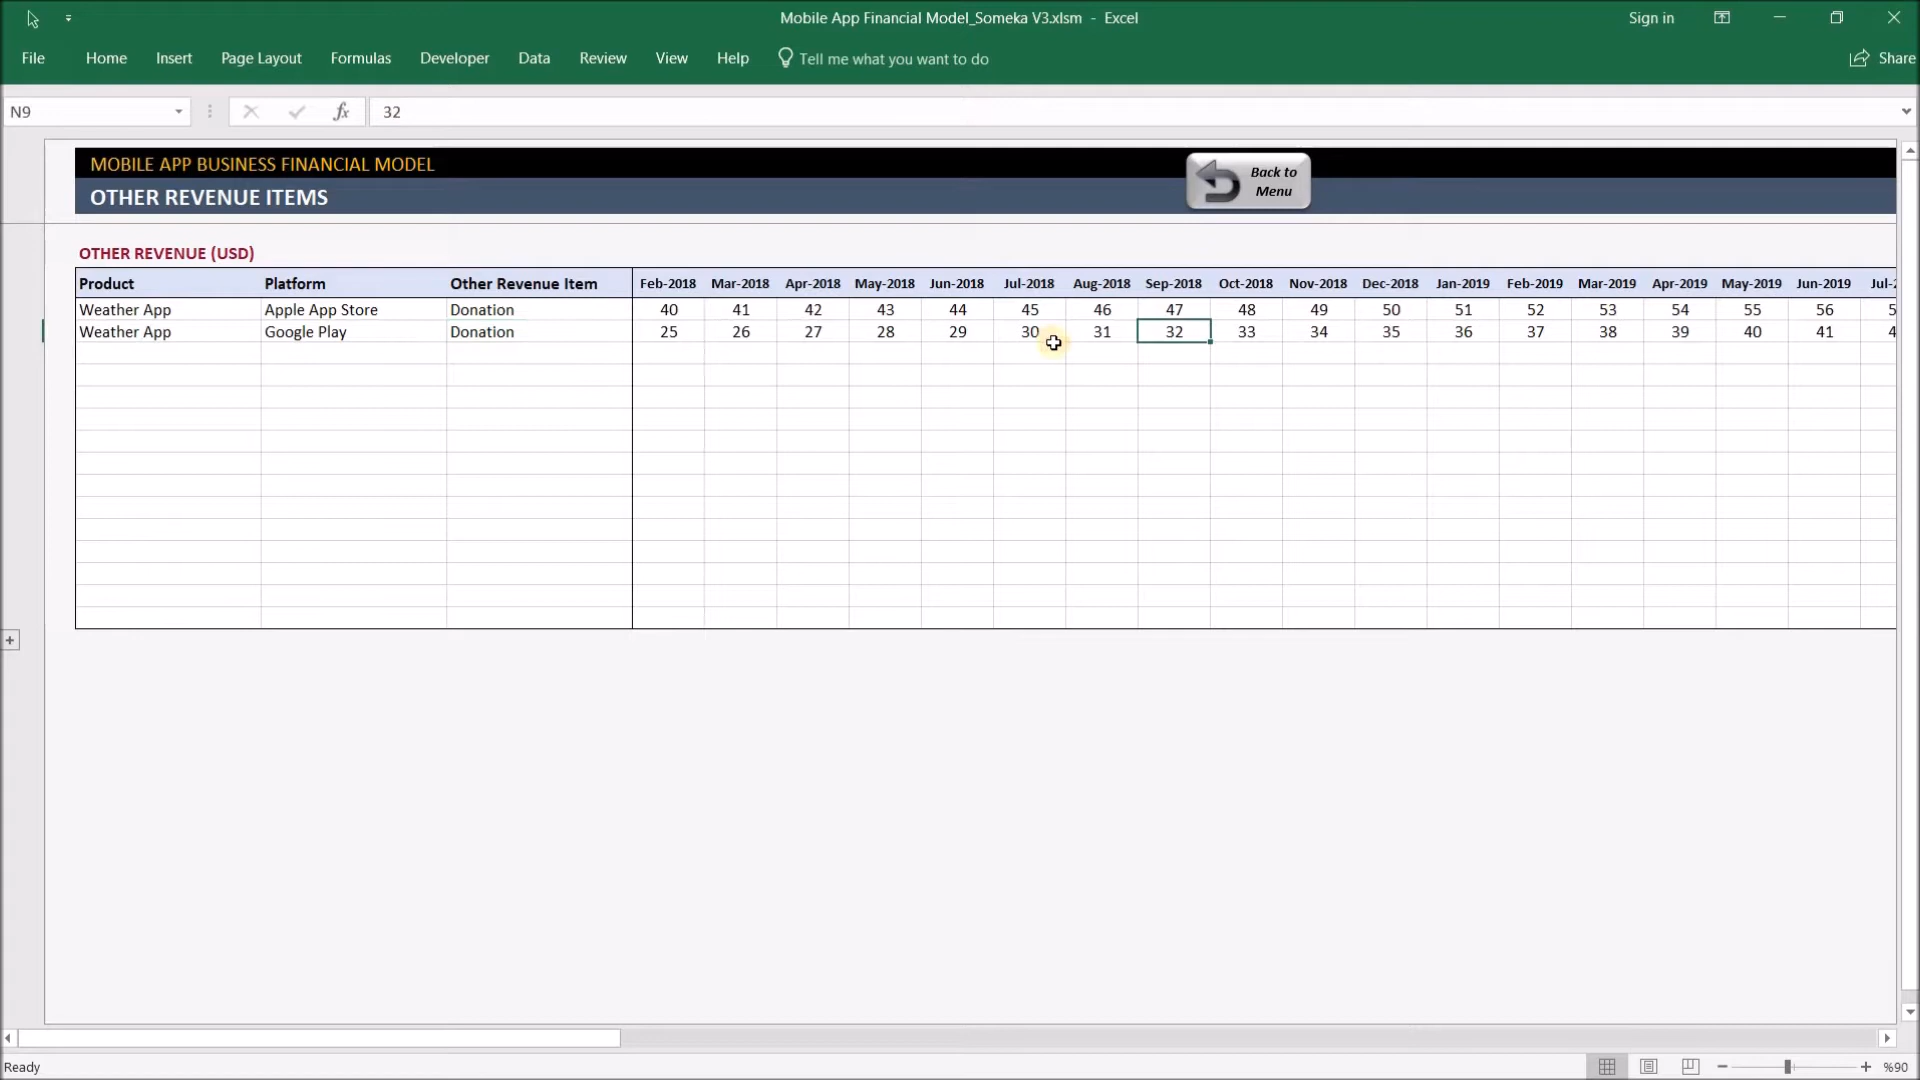 Mobile App Financial Model_Someka V3.xlsm - Excel
Sign in
File Home Insert Page Layout Formulas Developer Data Review View Help Tell me what you want to do Share
N9 fx 32
MOBILE APP BUSINESS FINANCIAL MODEL
OTHER REVENUE ITEMS
Back to
Menu
OTHER REVENUE (USD)
Product Platform Other Revenue Item Feb-2018 Mar-2018 Apr-2018 May-2018 Jun-2018 Jul-2018 Aug-2018 Sep-2018 Oct-2018 Nov-2018 Dec-2018 Jan-2019 Feb-2019 Mar-2019 Apr-2019 May-2019 Jun-2019 Jul-2
Weather App Apple App Store Donation 40 41 42 43 44 45 46 47 48 49 50 51 52 53 54 55 56 5
Weather App Google Play Donation 25 26 27 28 29 30 31 32 33 34 35 36 37 38 39 40 41 4
Ready %90